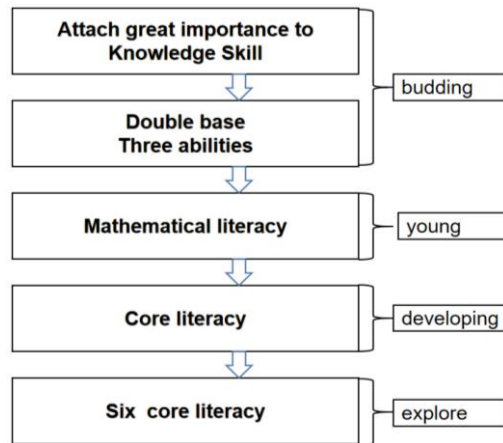 Attach great importance to
Knowledge Skill
budding
Double base
Three abilities
Mathematical literacy
young
Core literacy
developing
Six core literacy
explore